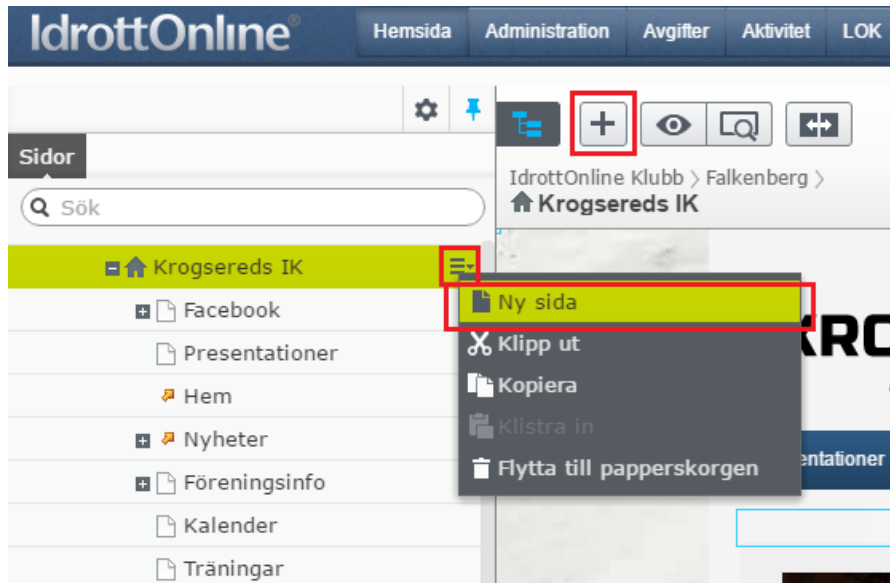 IdrottOnline®
Hemsida Administration Avgifter Aktivitet LOK
Sidor
Sök
IdrottOnline Klubb > Falkenberg >
Krogsereds IK
Krogsereds IK
Facebook
Presentationer
Hem
Nyheter
Föreningsinfo
Kalender
Träningar
Ny sida
Klipp ut
Kopiera
Klistra in
Flytta till papperskorgen
KRO
entationer